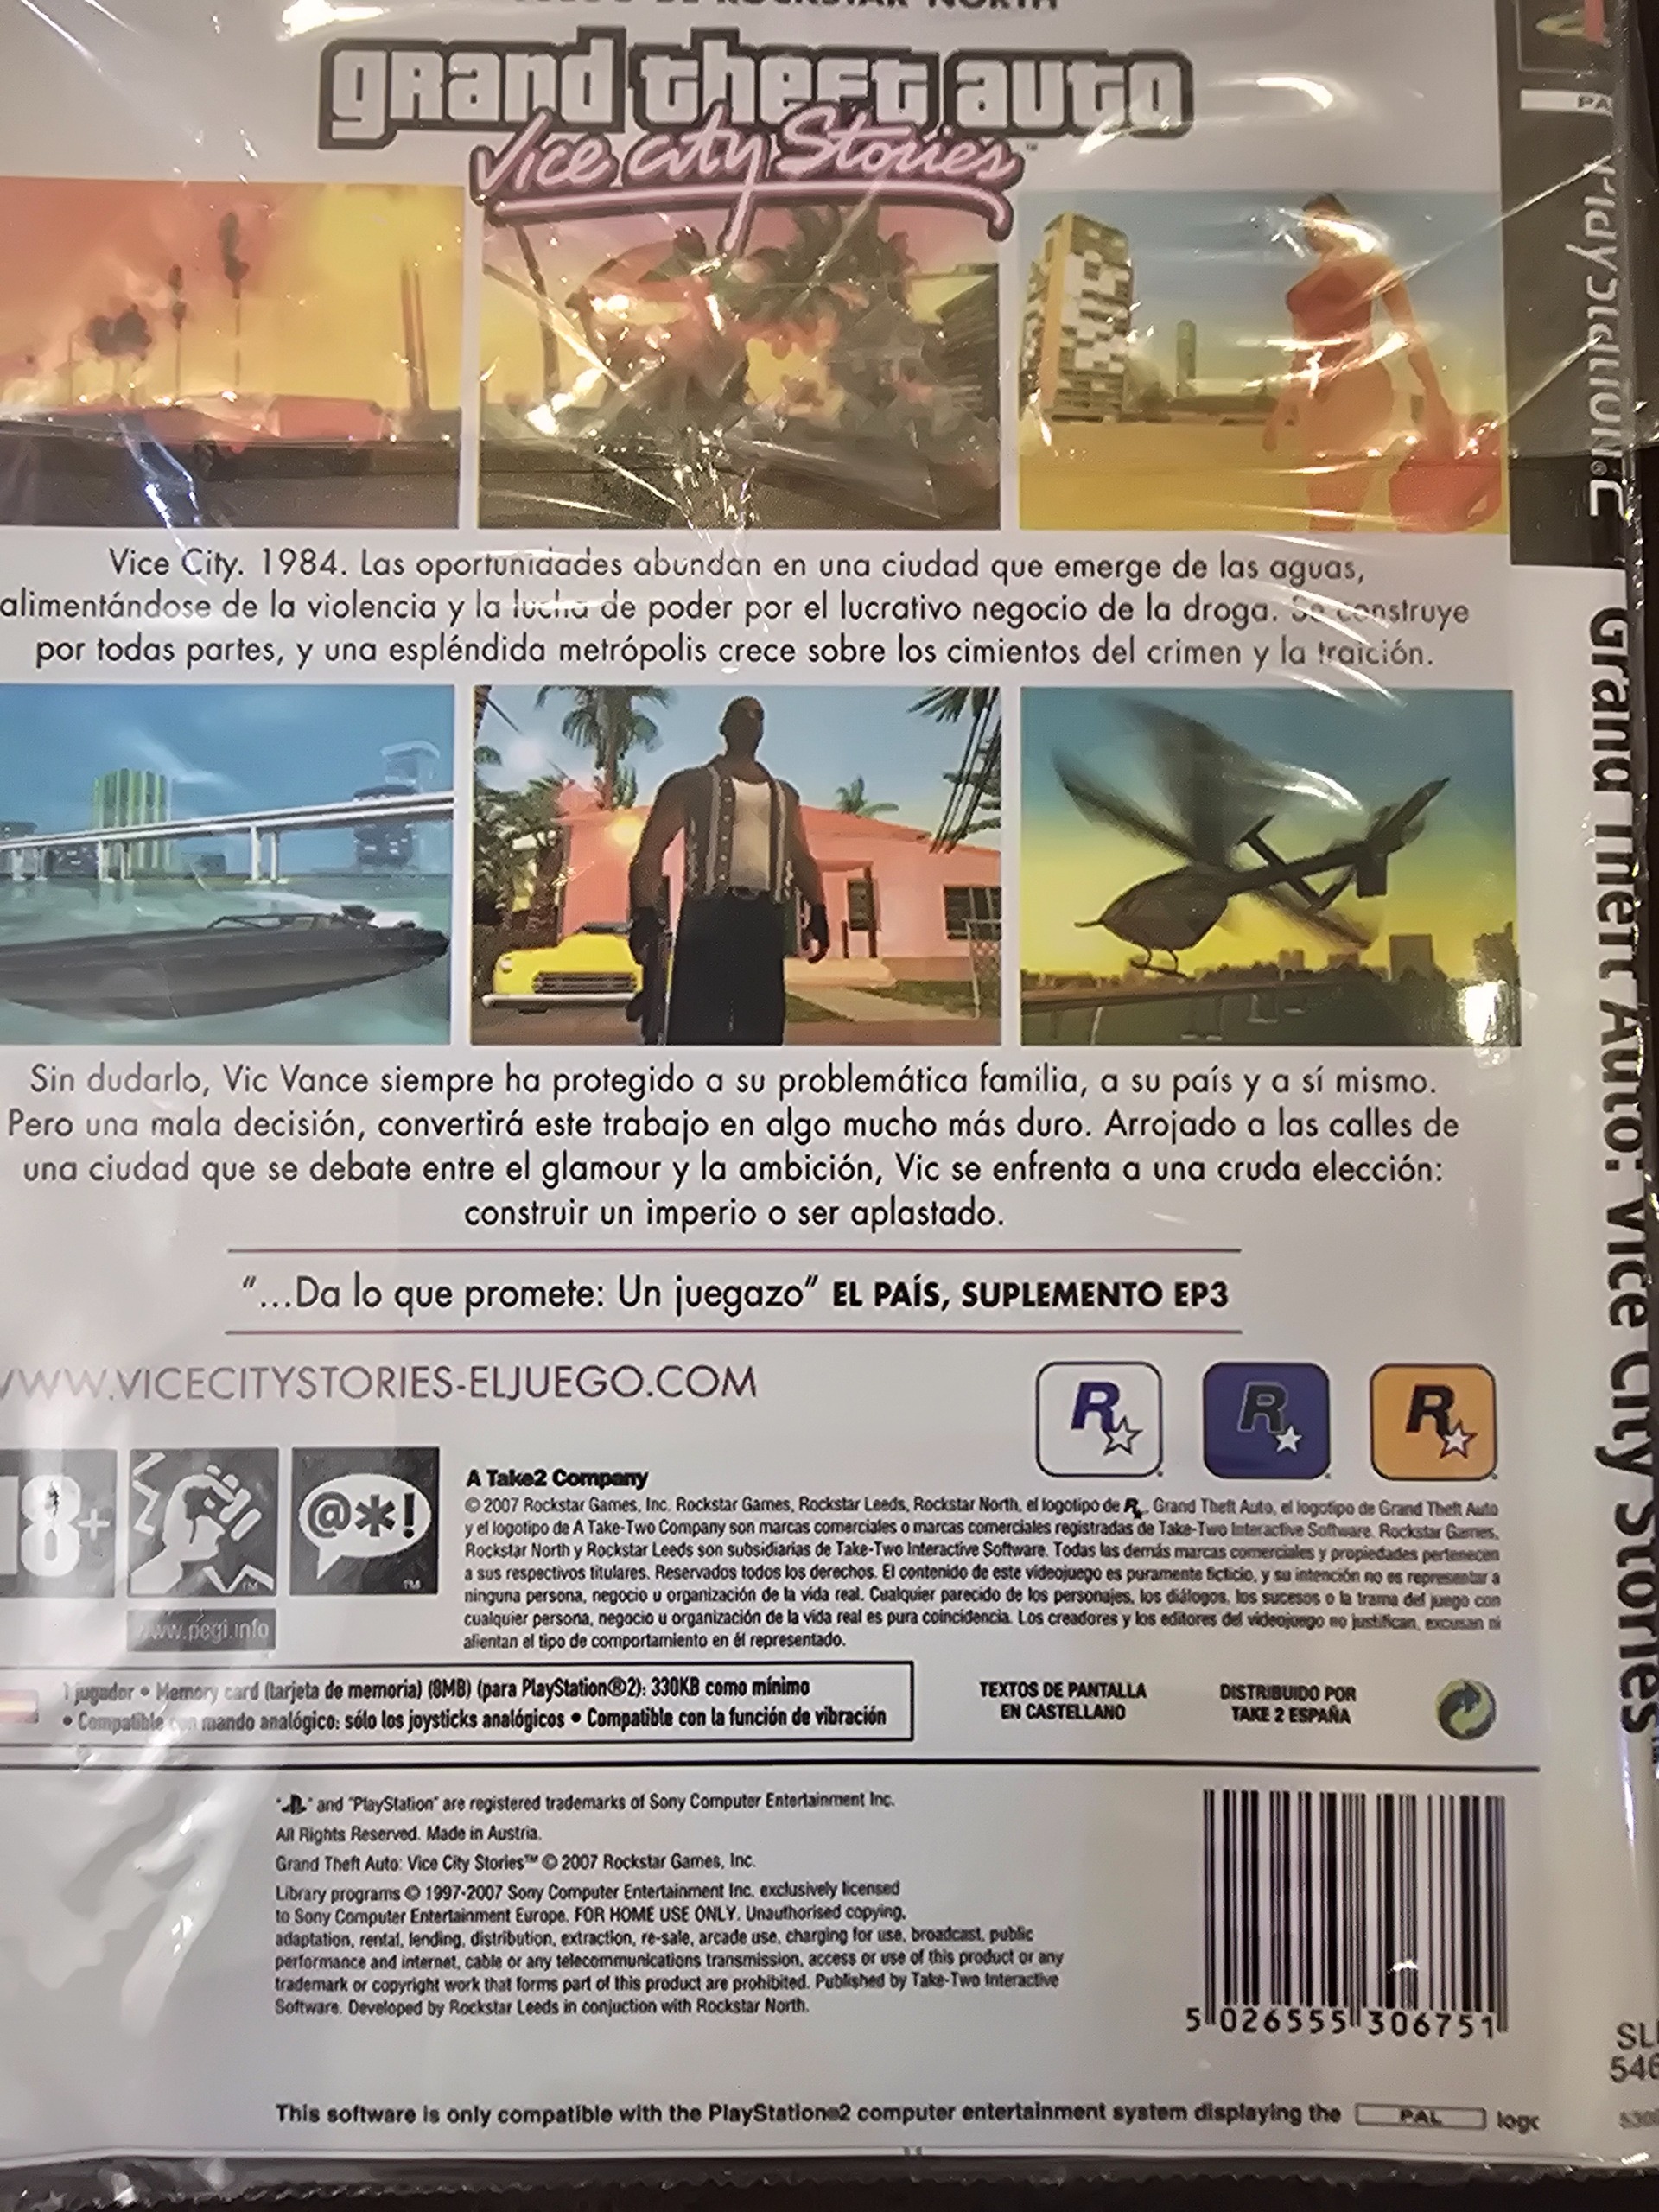 DE ROCKSTAR NORTH
grand theft auto
Vice City Stories
Vice City. 1984. Las oportunidades abundan en una ciudad que emerge de las aguas,
alimentándose de la violencia y la lucha de poder por el lucrativo negocio de la droga. Se construye
por todas partes, y una espléndida metrópolis crece sobre los cimientos del crimen y la traición.
Sin dudarlo, Vic Vance siempre ha protegido a su problemática familia, a su país y a sí mismo.
Pero una mala decisión, convertirá este trabajo en algo mucho más duro. Arrojado a las calles de
una ciudad que se debate entre el glamour y la ambición, Vic se enfrenta a una cruda elección:
construir un imperio o ser aplastado.
"...Da lo que promete: Un juegazo" EL PAÍS, SUPLEMENTO EP3
WWW.VICECITYSTORIES-ELJUEGO.COM
R R R
18+ @*!
www.pegi.info
A Take2 Company
© 2007 Rockstar Games, Inc. Rockstar Games, Rockstar Leeds, Rockstar North, el logotipo de R, Grand Theft Auto, el logotipo de Grand Theft Auto
y el logotipo de A Take-Two Company son marcas comerciales o marcas comerciales registradas de Take-Two Interactive Software. Rockstar Games,
Rockstar North y Rockstar Leeds son subsidiarias de Take-Two Interactive Software. Todas las demás marcas comerciales y propiedades pertenecen
a sus respectivos titulares. Reservados todos los derechos. El contenido de este videojuego es puramente ficticio, y su intención no es representar a
ninguna persona, negocio u organización de la vida real. Cualquier parecido de los personajes, los diálogos, los sucesos o la trama del juego con
cualquier persona, negocio u organización de la vida real es pura coincidencia. Los creadores y los editores del videojuego no justifican, excusan ni
alientan el tipo de comportamiento en él representado.
1 jugador • Memory card (tarjeta de memoria) (8MB) (para PlayStation®2): 330KB como mínimo
• Compatible con mando analógico: sólo los joysticks analógicos • Compatible con la función de vibración
TEXTOS DE PANTALLA
EN CASTELLANO
DISTRIBUIDO POR
TAKE 2 ESPAÑA
" " and "PlayStation" are registered trademarks of Sony Computer Entertainment Inc.
All Rights Reserved. Made in Austria.
Grand Theft Auto: Vice City Stories™ © 2007 Rockstar Games, Inc.
Library programs © 1997-2007 Sony Computer Entertainment Inc. exclusively licensed
to Sony Computer Entertainment Europe. FOR HOME USE ONLY. Unauthorised copying,
adaptation, rental, lending, distribution, extraction, re-sale, arcade use, charging for use, broadcast, public
performance and internet, cable or any telecommunications transmission, access or use of this product or any
trademark or copyright work that forms part of this product are prohibited. Published by Take-Two Interactive
Software. Developed by Rockstar Leeds in conjuction with Rockstar North.
5 026555 306751
This software is only compatible with the PlayStation®2 computer entertainment system displaying the PAL logo
PA
PlayStation®2
Grand Theft Auto: Vice City Stories™
SL
546